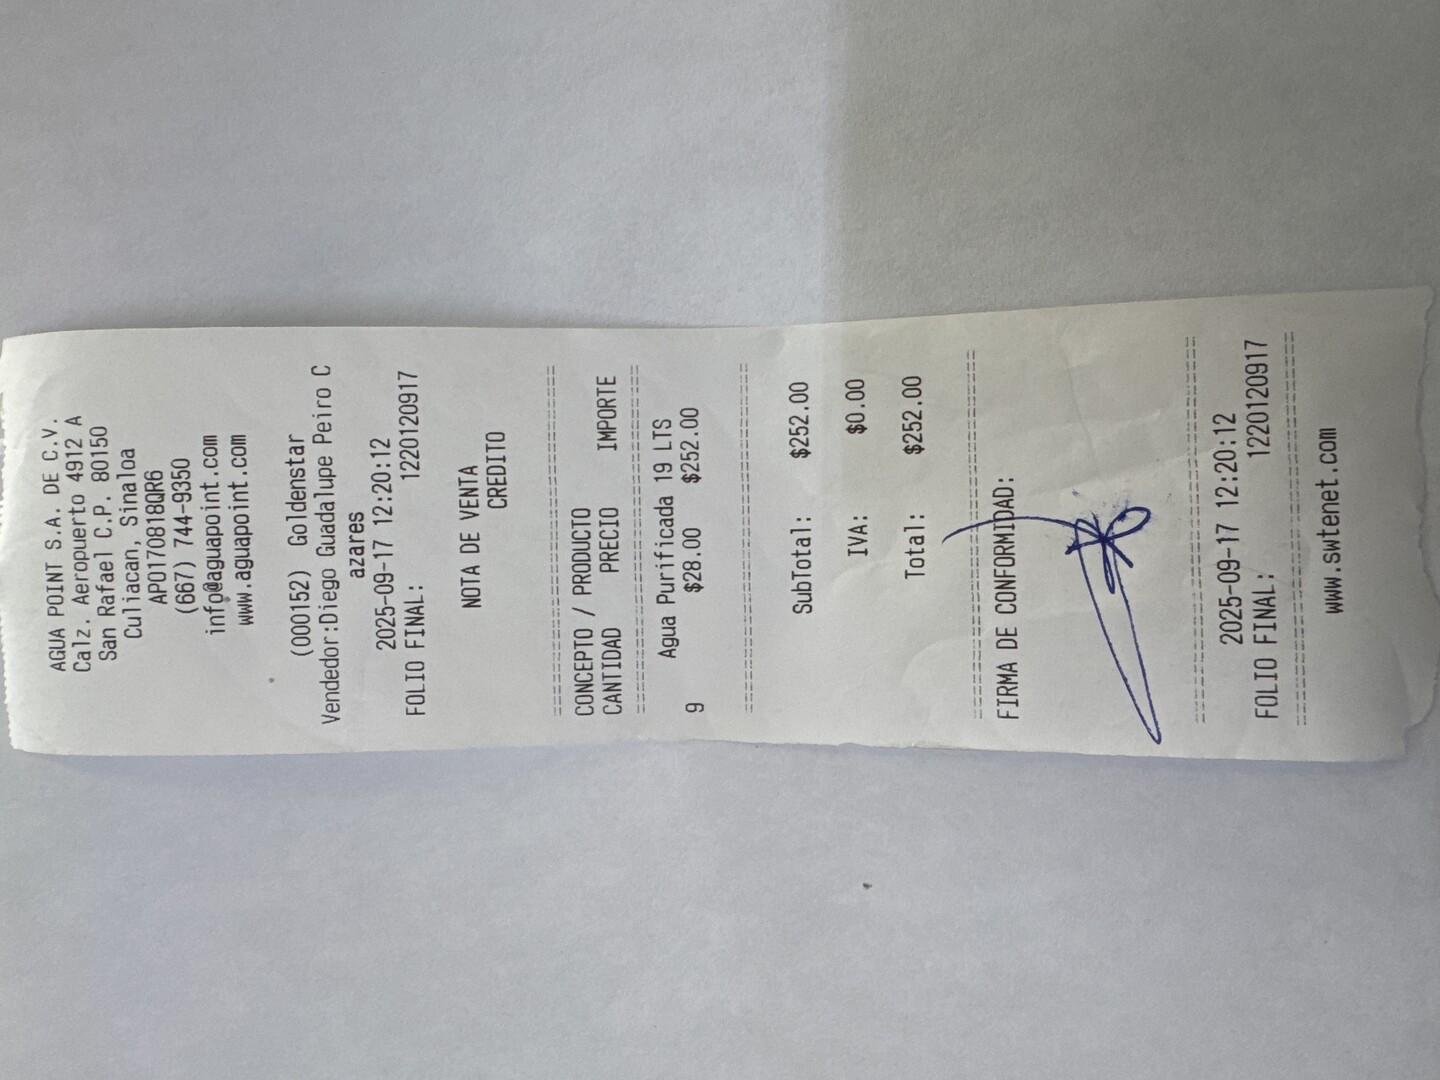 AGUA POINT S.A. DE C.V.
Calz. Aeropuerto 4912 A
San Rafael C.P. 80150
Culiacan, Sinaloa
APO170818QR6
(667) 744-9350
info@aguapoint.com
www.aguapoint.com
(000152) Goldenstar
Vendedor:Diego Guadalupe Peiro C
azares
2025-09-17 12:20:12
FOLIO FINAL: 1220120917
NOTA DE VENTA
CREDITO
CONCEPTO / PRODUCTO
CANTIDAD PRECIO IMPORTE
Agua Purificada 19 LTS
9 $28.00 $252.00
SubTotal: $252.00
IVA: $0.00
Total: $252.00
FIRMA DE CONFORMIDAD:
2025-09-17 12:20:12
FOLIO FINAL: 1220120917
www.swtenet.com